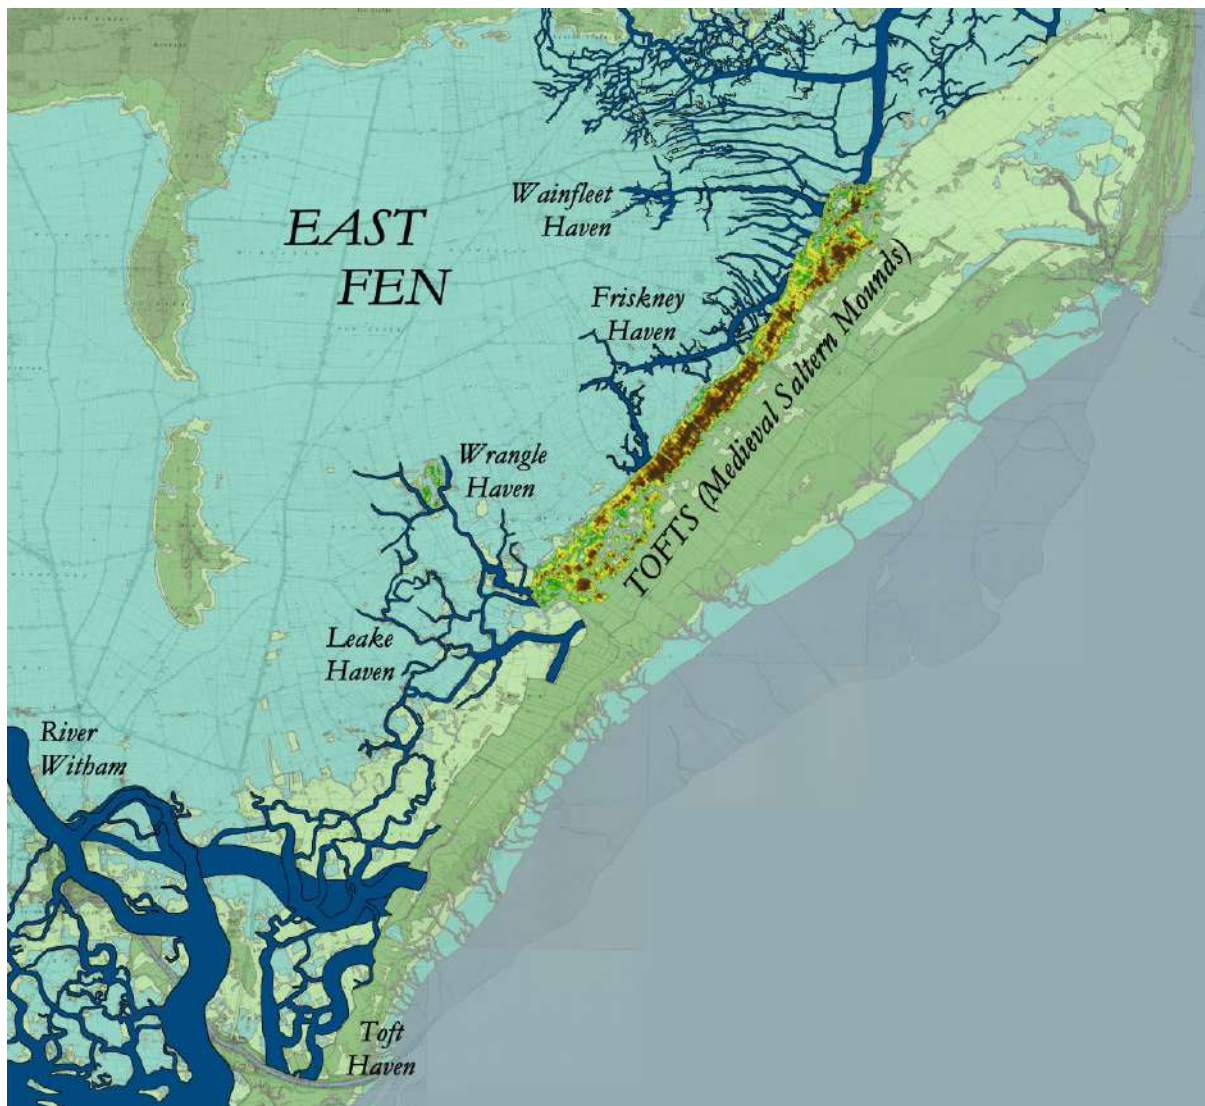 EAST
FEN
Wainfleet
Haven
Friskney
Haven
TOFTS (Medieval Saltern Mounds)
Wrangle
Haven
Leake
Haven
River
Witham
Toft
Haven